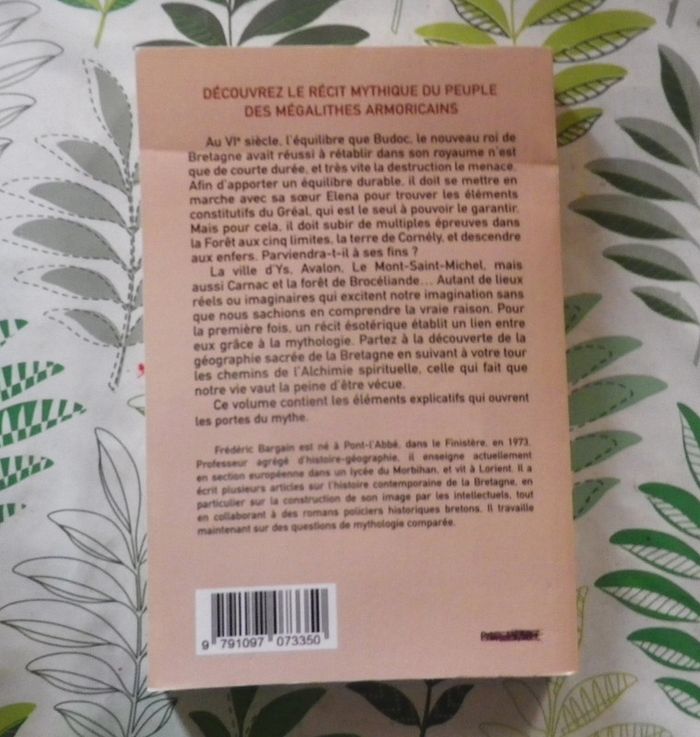 DÉCOUVREZ LE RÉCIT MYTHIQUE DU PEUPLE
DES MÉGALITHES ARMORICAINS
Au VIᵉ siècle, l'équilibre que Budoc, le nouveau roi de
Bretagne avait réussi à rétablir dans son royaume n'est
que de courte durée, et très vite la destruction le menace.
Afin d'apporter un équilibre durable, il doit se mettre en
marche avec sa sœur Elena pour trouver les éléments
constitutifs du Gréal, qui est le seul à pouvoir le garantir.
Mais pour cela, il doit subir de multiples épreuves dans
la Forêt aux cinq limites, la terre de Cornély, et descendre
aux enfers. Parviendra-t-il à ses fins ?
La ville d'Ys, Avalon, Le Mont-Saint-Michel, mais
aussi Carnac et la forêt de Brocéliande... Autant de lieux
réels ou imaginaires qui excitent notre imagination sans
que nous sachions en comprendre la vraie raison. Pour
la première fois, un récit ésotérique établit un lien entre
eux grâce à la mythologie. Partez à la découverte de la
géographie sacrée de la Bretagne en suivant à votre tour
les chemins de l'Alchimie spirituelle, celle qui fait que
notre vie vaut la peine d'être vécue.
Ce volume contient les éléments explicatifs qui ouvrent
les portes du mythe.
Frédéric Bargain est né à Pont-l'Abbé, dans le Finistère, en 1973.
Professeur agrégé d'histoire-géographie, il enseigne actuellement
en section européenne dans un lycée du Morbihan, et vit à Lorient. Il a
écrit plusieurs articles sur l'histoire contemporaine de la Bretagne, en
particulier sur la construction de son image par les intellectuels, tout
en collaborant à des romans policiers historiques bretons. Il travaille
maintenant sur des questions de mythologie comparée.
9 791097 073350